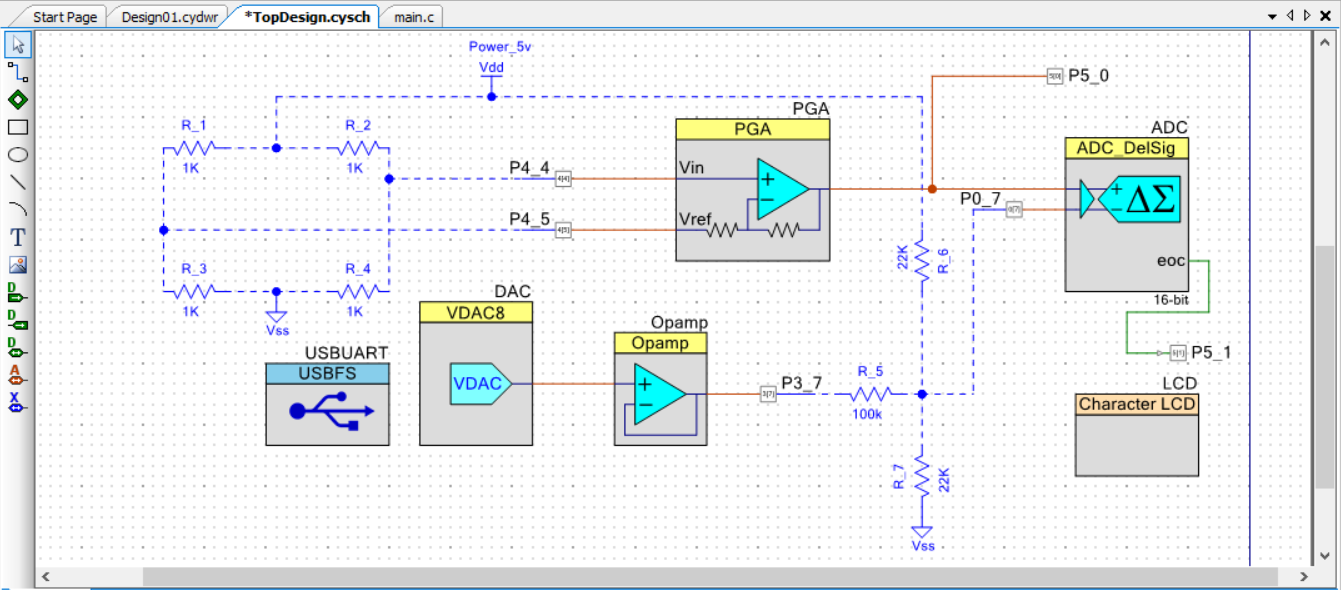 Start Page
Design01.cydwr
*TopDesign.cysch
main.c
Power_5v
Vdd
P5_0
PGA
PGA
ADC
ADC_DelSig
R_1
R_2
1K
1K
P4_4
Vin
P0_7
P4_5
Vref
ΔΣ
22K
R_6
eoc
R_3
R_4
1K
1K
16-bit
Vss
DAC
VDAC8
Opamp
Opamp
P5_1
USBUART
USBFS
VDAC
P3_7
R_5
100k
LCD
Character LCD
R_7
22K
Vss
T
D
D
D
A
X